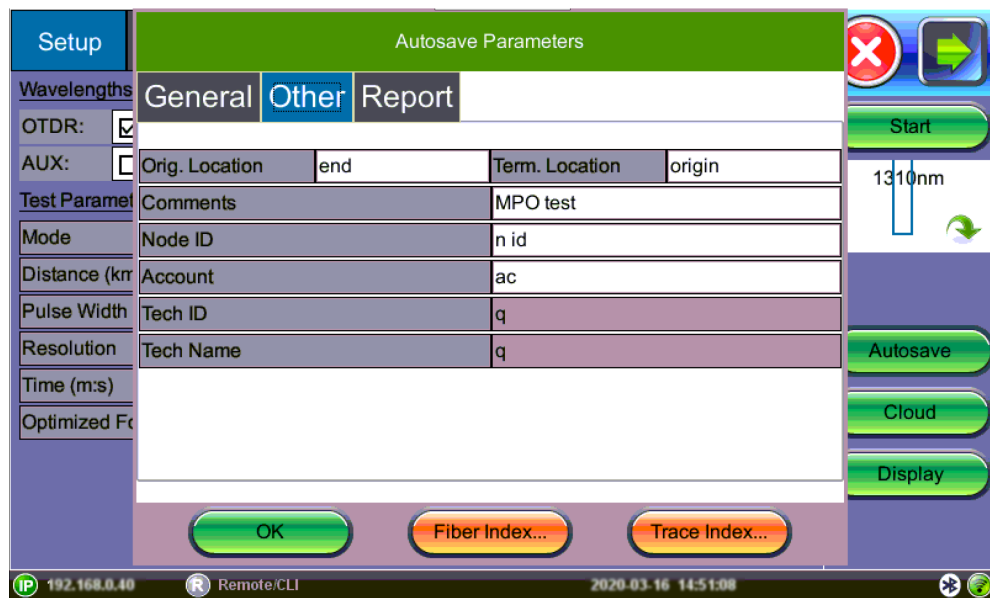 Setup
Autosave Parameters
Wavelengths
General Other Report
OTDR:
Start
AUX:
Orig. Location end Term. Location origin
1310nm
Test Paramet
Comments MPO test
Mode
Node ID n id
Distance (km
Account ac
Pulse Width
Tech ID q
Resolution
Tech Name q
Autosave
Time (m:s)
Optimized Fo
Cloud
Display
OK Fiber Index... Trace Index...
IP 192.168.0.40 R Remote/CLI 2020-03-16 14:51:08